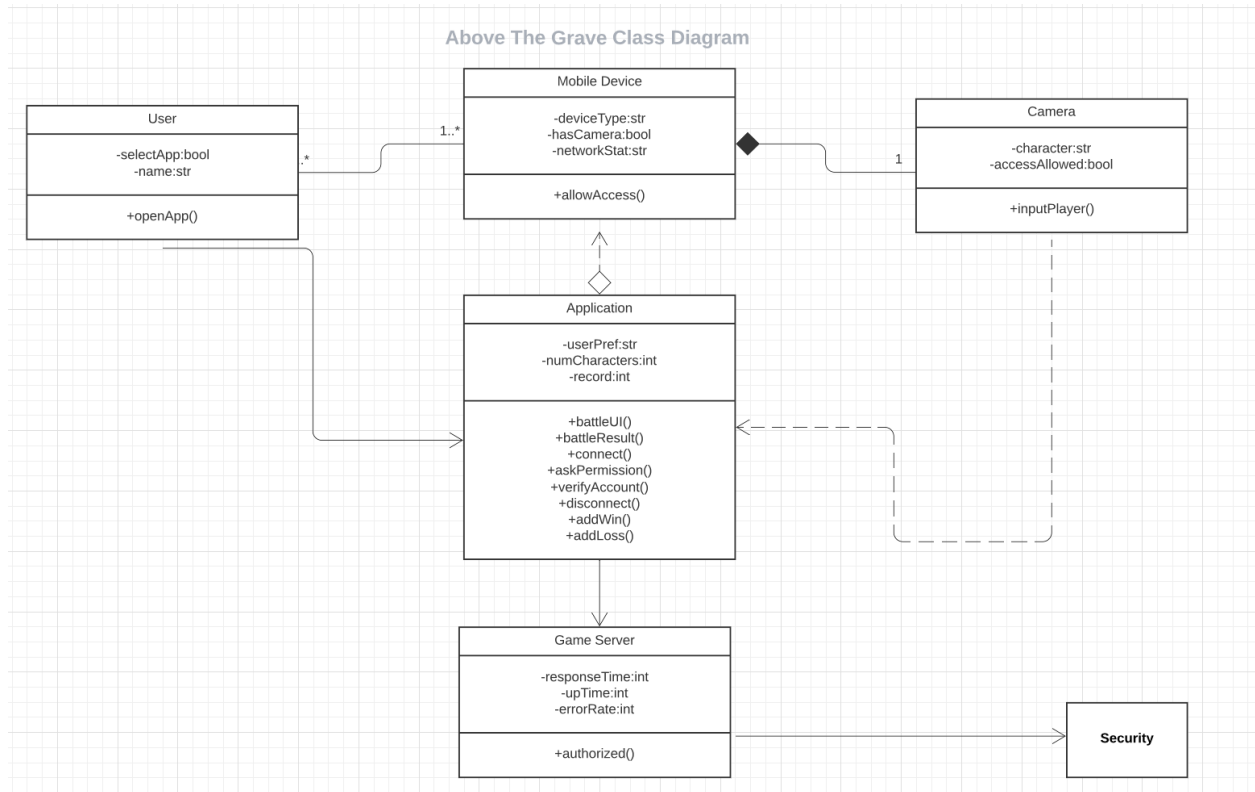 Above The Grave Class Diagram
Mobile Device
-deviceType:str
-hasCamera:bool
-networkStat:str
+allowAccess()
User
-selectApp:bool
-name:str
+openApp()
.*
1..*
1
Camera
-character:str
-accessAllowed:bool
+inputPlayer()
Application
-userPref:str
-numCharacters:int
-record:int
+battleUI()
+battleResult()
+connect()
+askPermission()
+verifyAccount()
+disconnect()
+addWin()
+addLoss()
Game Server
-responseTime:int
-upTime:int
-errorRate:int
+authorized()
Security